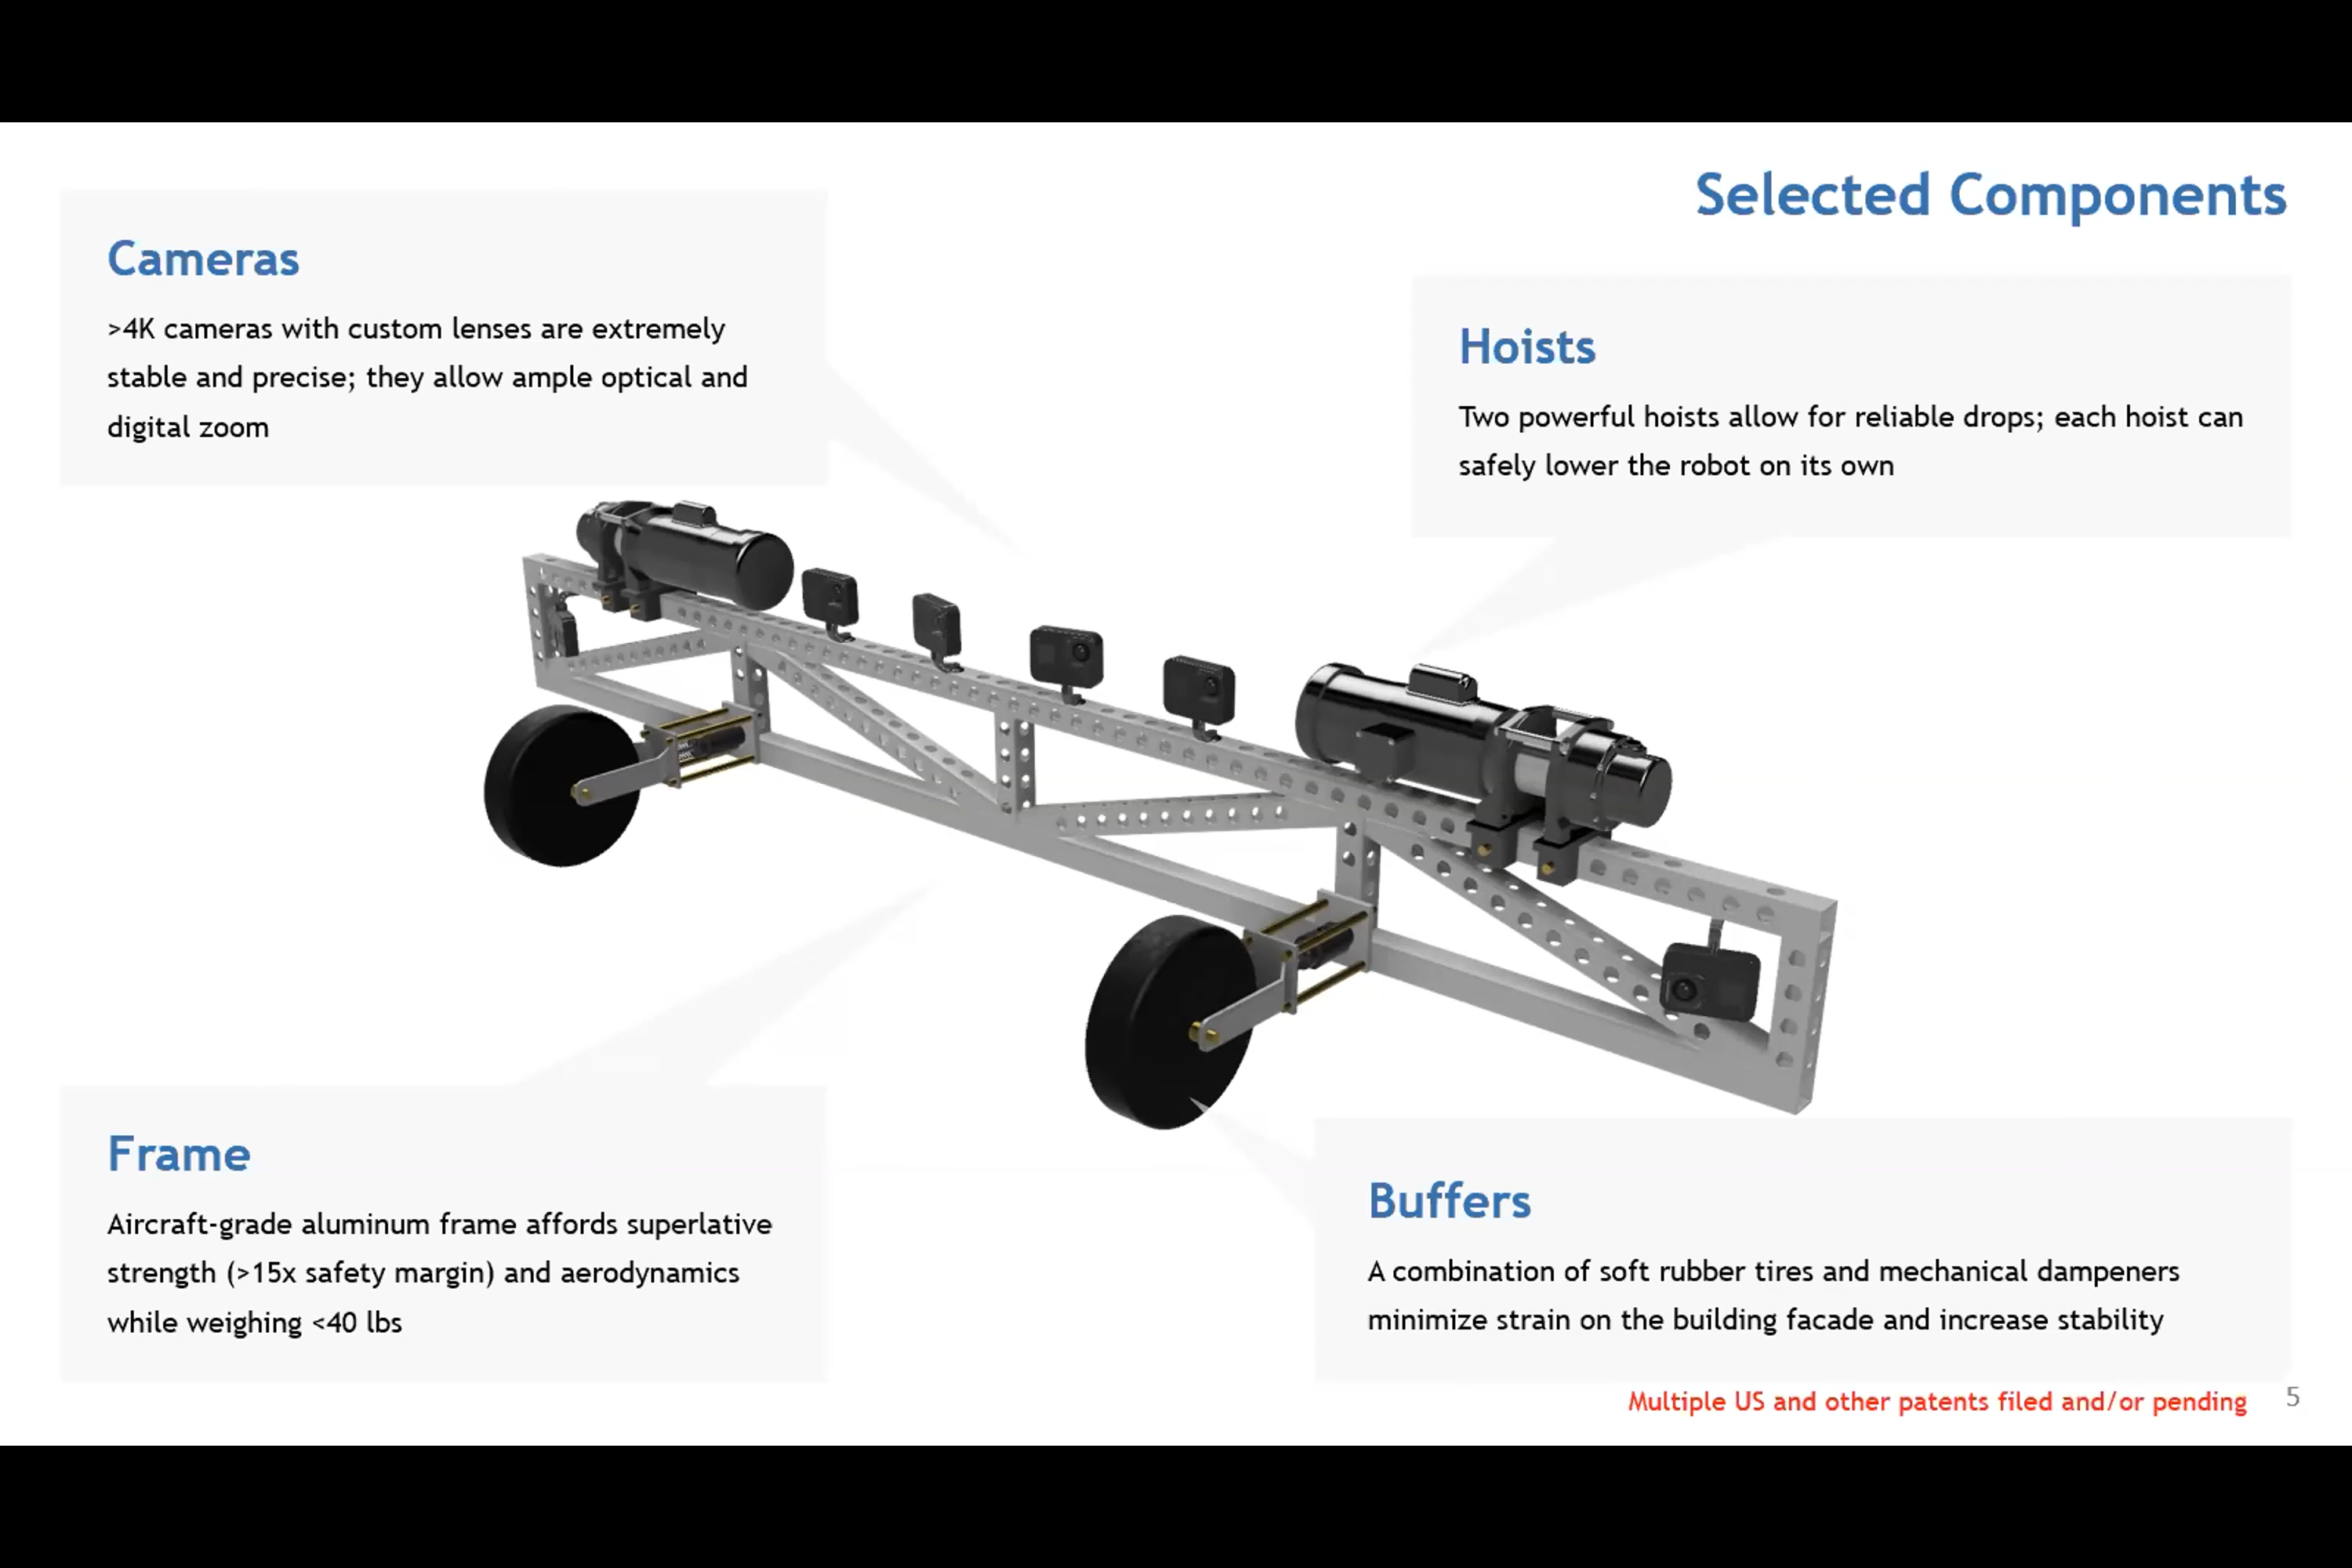 Selected Components
Cameras
>4K cameras with custom lenses are extremely
stable and precise; they allow ample optical and
digital zoom
Hoists
Two powerful hoists allow for reliable drops; each hoist can
safely lower the robot on its own
Frame
Aircraft-grade aluminum frame affords superlative
strength (>15x safety margin) and aerodynamics
while weighing <40 lbs
Buffers
A combination of soft rubber tires and mechanical dampeners
minimize strain on the building facade and increase stability
Multiple US and other patents filed and/or pending
5